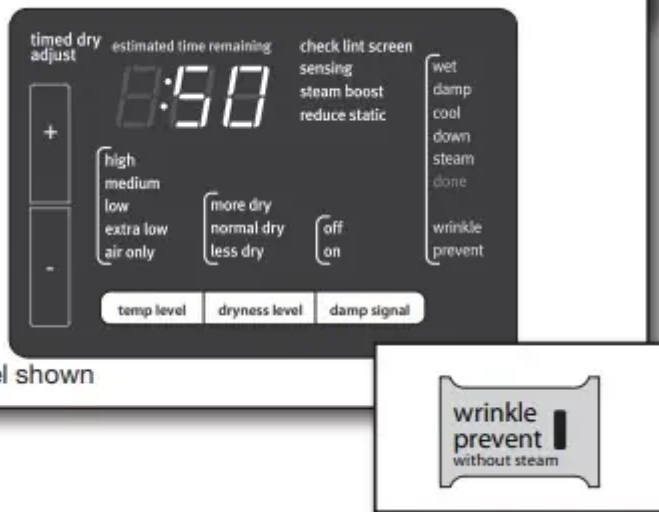 timed dry
adjust
estimated time remaining
:50
+
-
check lint screen
sensing
steam boost
reduce static
high
medium
low
extra low
air only
more dry
normal dry
less dry
off
on
wet
damp
cool
down
steam
done
wrinkle
prevent
temp level
dryness level
damp signal
shown
wrinkle
prevent
without steam